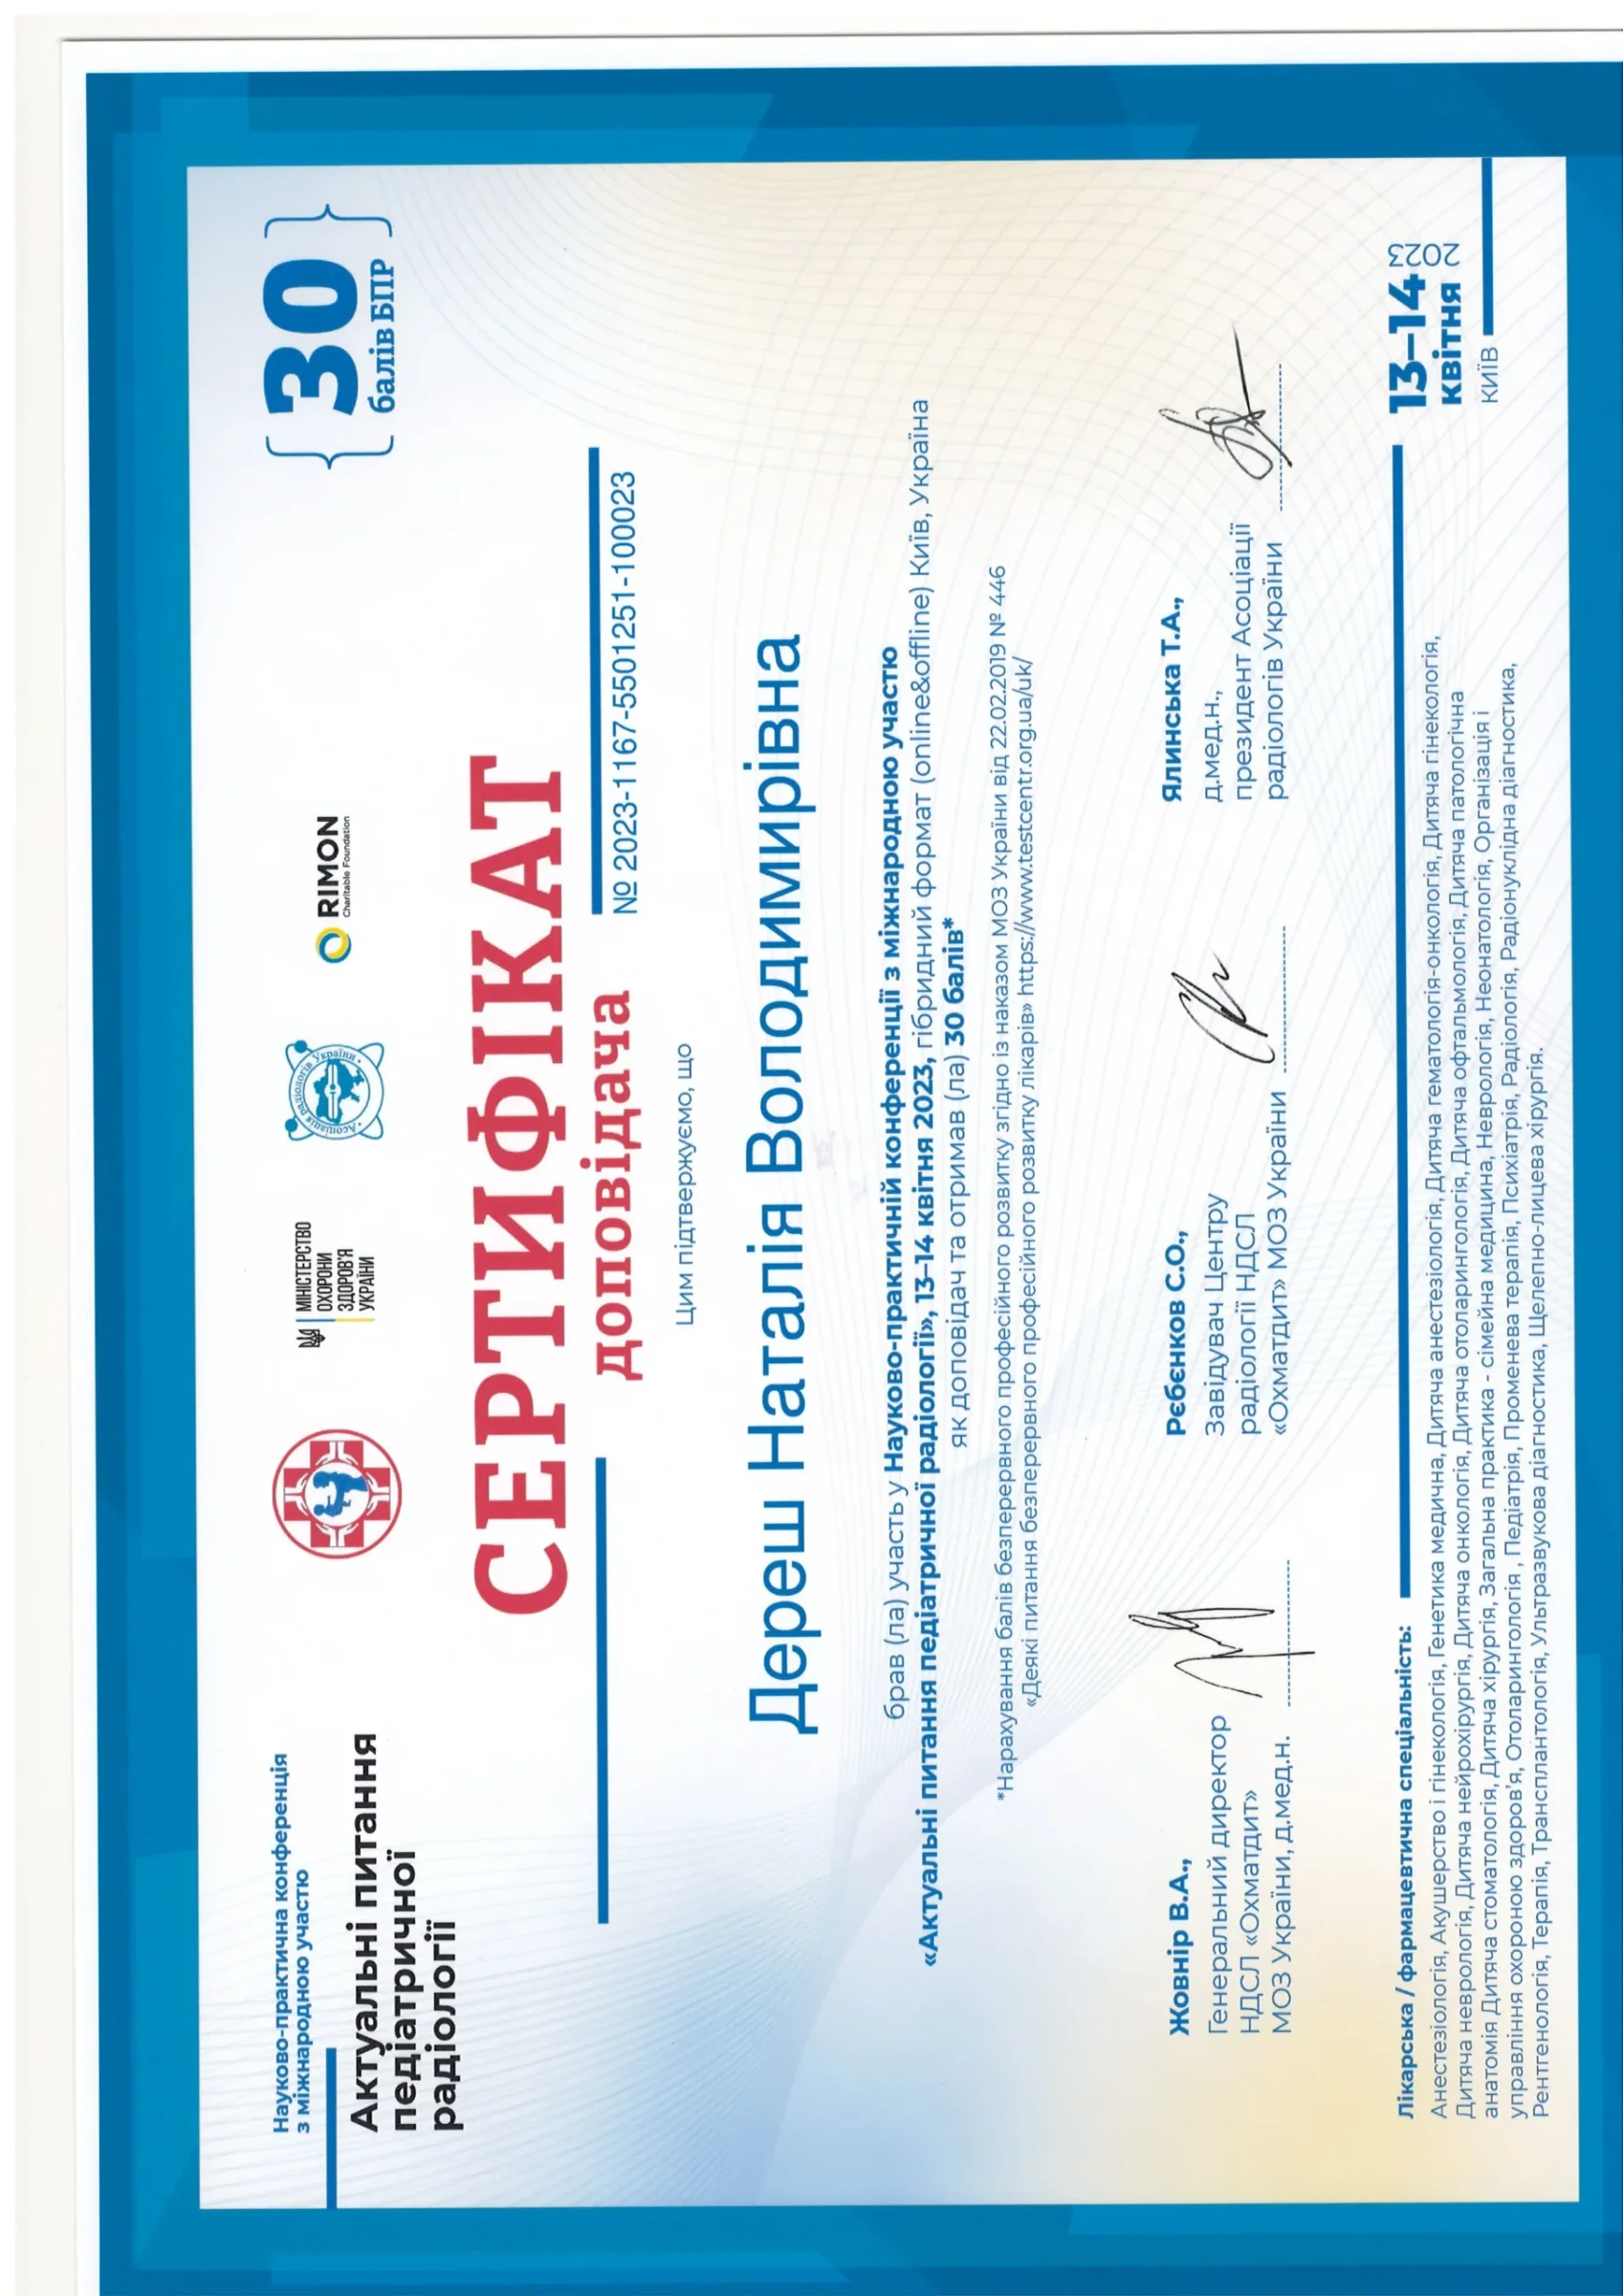 Науково-практична конференція
з міжнародною участю
Актуальні питання
педіатричної
радіології
МІНІСТЕРСТВО
ОХОРОНИ
ЗДОРОВ'Я
УКРАЇНИ
• Асоціація радіологів України •
RIMON
Charitable Foundation
30
балів БПР
СЕРТИФІКАТ
доповідача
№ 2023-1167-5501251-100023
Цим підтвержуємо, що
Дереш Наталія Володимирівна
брав (ла) участь у Науково-практичній конференції з міжнародною участю
«Актуальні питання педіатричної радіології», 13–14 квітня 2023, гібридний формат (online&offline) Київ, Україна
як доповідач та отримав (ла) 30 балів*
*Нарахування балів безперервного професійного розвитку згідно із наказом МОЗ України від 22.02.2019 № 446
«Деякі питання безперервного професійного розвитку лікарів» https://www.testcentr.org.ua/uk/
Жовнір В.А.,
Генеральний директор
НДСЛ «Охматдит»
МОЗ України, д.мед.н.
Рєбєнков С.О.,
Завідувач Центру
радіології НДСЛ
«Охматдит» МОЗ України
Ялинська Т.А.,
д.мед.н.,
президент Асоціації
радіологів України
Лікарська / фармацевтична спеціальність:
Анестезіологія, Акушерство і гінекологія, Генетика медична, Дитяча анестезіологія, Дитяча гематологія-онкологія, Дитяча гінекологія,
Дитяча неврологія, Дитяча нейрохірургія, Дитяча онкологія, Дитяча отоларингологія, Дитяча офтальмологія, Дитяча патологічна
анатомія Дитяча стоматологія, Дитяча хірургія, Загальна практика - сімейна медицина, Неврологія, Неонатологія, Організація і
управління охороною здоров'я, Отоларингологія , Педіатрія, Променева терапія, Психіатрія, Радіологія, Радіонуклідна діагностика,
Рентгенологія, Терапія, Трансплантологія, Ультразвукова діагностика, Щелепно-лицева хірургія.
13–14
квітня
2023
КИЇВ